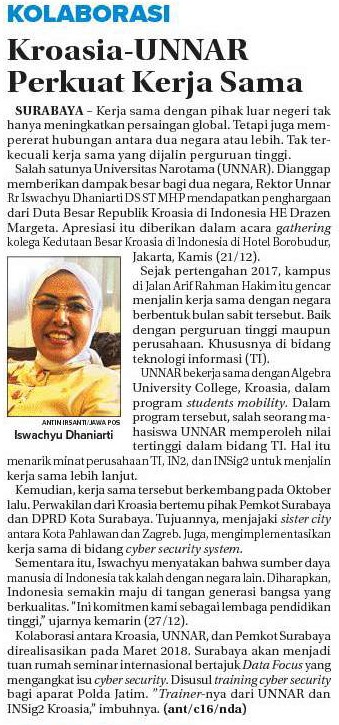 KOLABORASI
Kroasia-UNNAR
Perkuat Kerja Sama
SURABAYA – Kerja sama dengan pihak luar negeri tak
hanya meningkatkan persaingan global. Tetapi juga mem-
pererat hubungan antara dua negara atau lebih. Tak ter-
kecuali kerja sama yang dijalin perguruan tinggi.
Salah satunya Universitas Narotama (UNNAR). Dianggap
memberikan dampak besar bagi dua negara, Rektor Unnar
Rr Iswachyu Dhaniarti DS ST MHP mendapatkan penghargaan
dari Duta Besar Republik Kroasia di Indonesia HE Drazen
Margeta. Apresiasi itu diberikan dalam acara gathering
kolega Kedutaan Besar Kroasia di Indonesia di Hotel Borobudur,
Jakarta, Kamis (21/12).
Sejak pertengahan 2017, kampus
di Jalan Arif Rahman Hakim itu gencar
menjalin kerja sama dengan negara
berbentuk bulan sabit tersebut. Baik
dengan perguruan tinggi maupun
perusahaan. Khususnya di bidang
teknologi informasi (TI).
UNNAR bekerja sama dengan Algebra
University College, Kroasia, dalam
program students mobility. Dalam
program tersebut, salah seorang ma-
hasiswa UNNAR memperoleh nilai
tertinggi dalam bidang TI. Hal itu
ANTIN IRSANTI/JAWA POS
Iswachyu Dhaniarti
menarik minat perusahaan TI, IN2, dan INSig2 untuk menjalin
kerja sama lebih lanjut.
Kemudian, kerja sama tersebut berkembang pada Oktober
lalu. Perwakilan dari Kroasia bertemu pihak Pemkot Surabaya
dan DPRD Kota Surabaya. Tujuannya, menjajaki sister city
antara Kota Pahlawan dan Zagreb. Juga, mengimplementasikan
kerja sama di bidang cyber security system.
Sementara itu, Iswachyu menyatakan bahwa sumber daya
manusia di Indonesia tak kalah dengan negara lain. Diharapkan,
Indonesia semakin maju di tangan generasi bangsa yang
berkualitas. "Ini komitmen kami sebagai lembaga pendidikan
tinggi," ujarnya kemarin (27/12).
Kolaborasi antara Kroasia, UNNAR, dan Pemkot Surabaya
direalisasikan pada Maret 2018. Surabaya akan menjadi
tuan rumah seminar internasional bertajuk Data Focus yang
mengangkat isu cyber security. Disusul training cyber security
bagi aparat Polda Jatim. "Trainer-nya dari UNNAR dan
INSig2 Kroasia," imbuhnya. (ant/c16/nda)